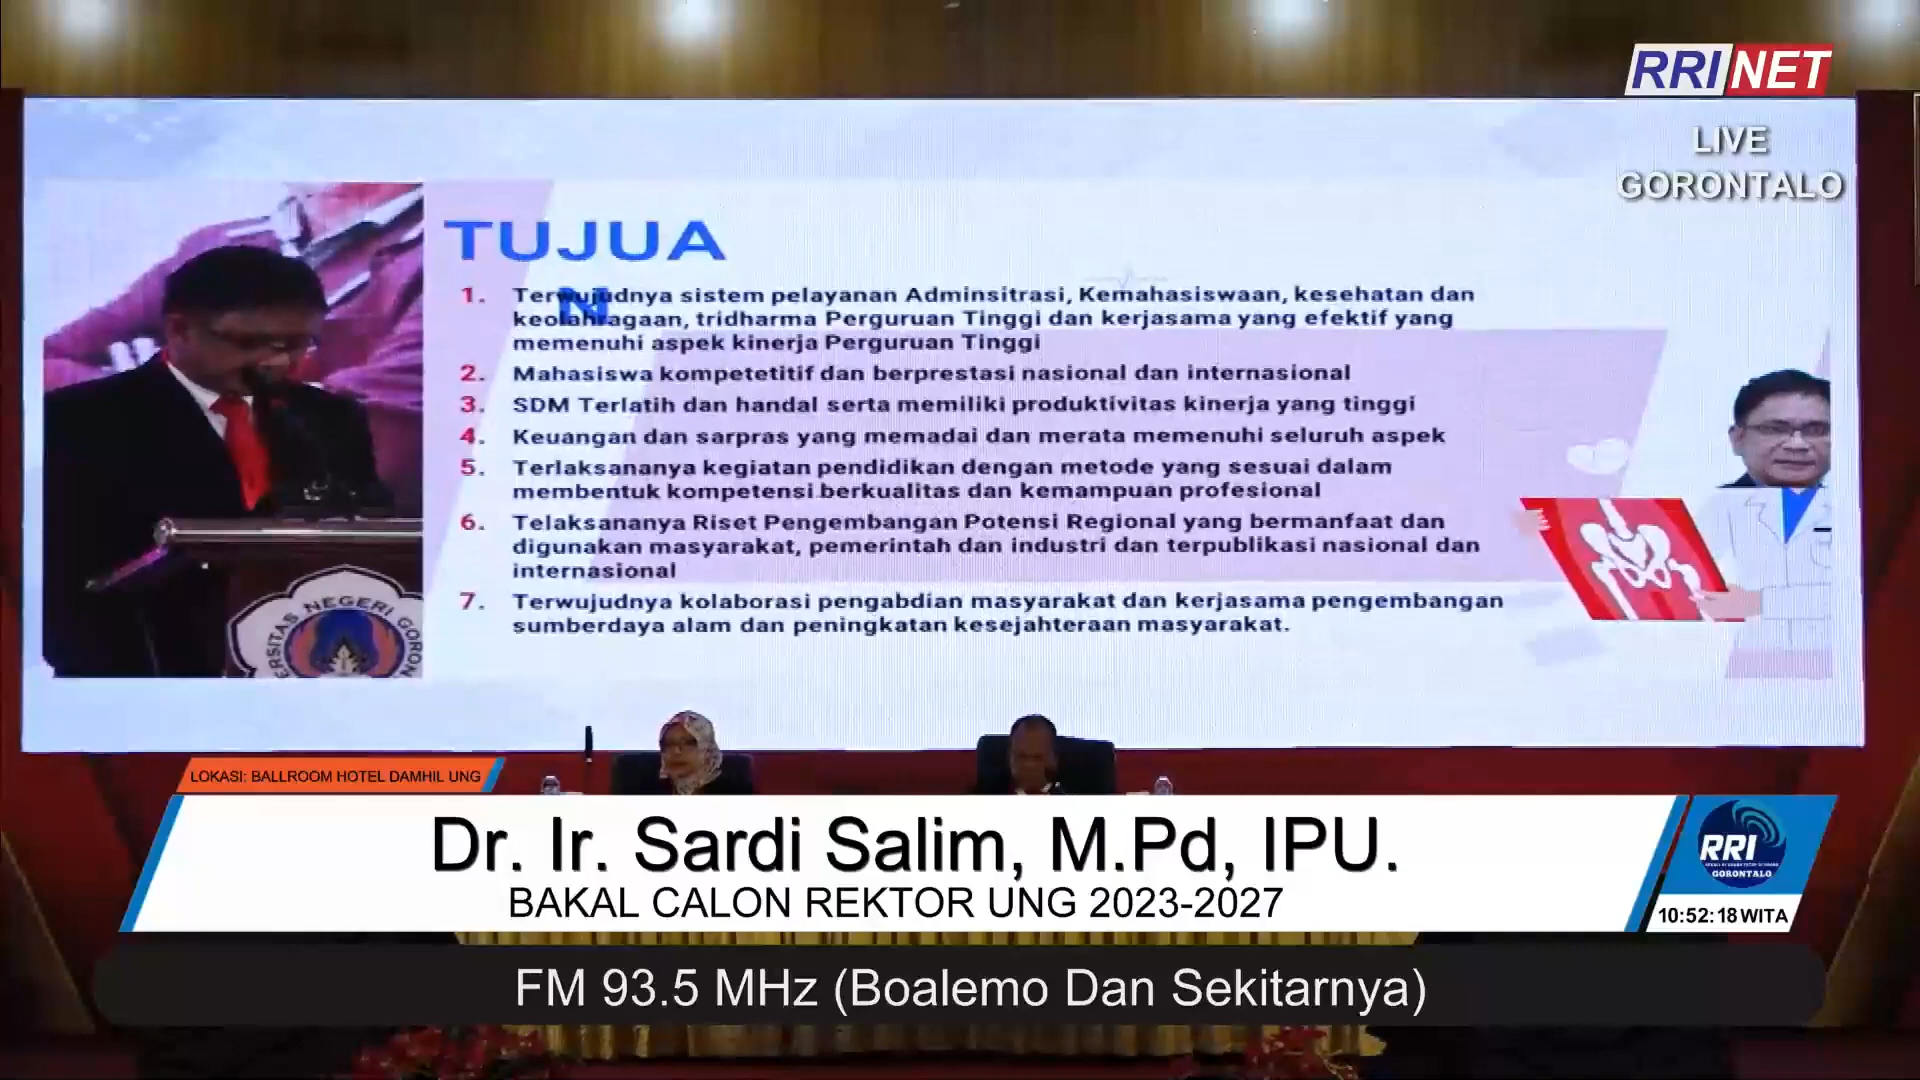 RRI NET
LIVE
GORONTALO
TUJUA
N
1. Terwujudnya sistem pelayanan Adminsitrasi, Kemahasiswaan, kesehatan dan
keolahragaan, tridharma Perguruan Tinggi dan kerjasama yang efektif yang
memenuhi aspek kinerja Perguruan Tinggi
2. Mahasiswa kompetetitif dan berprestasi nasional dan internasional
3. SDM Terlatih dan handal serta memiliki produktivitas kinerja yang tinggi
4. Keuangan dan sarpras yang memadai dan merata memenuhi seluruh aspek
5. Terlaksananya kegiatan pendidikan dengan metode yang sesuai dalam
membentuk kompetensi berkualitas dan kemampuan profesional
6. Telaksananya Riset Pengembangan Potensi Regional yang bermanfaat dan
digunakan masyarakat, pemerintah dan industri dan terpublikasi nasional dan
internasional
7. Terwujudnya kolaborasi pengabdian masyarakat dan kerjasama pengembangan
sumberdaya alam dan peningkatan kesejahteraan masyarakat.
ERSITAS NEGERI GORON
LOKASI: BALLROOM HOTEL DAMHIL UNG
Dr. Ir. Sardi Salim, M.Pd, IPU.
BAKAL CALON REKTOR UNG 2023-2027
RRI
GORONTALO
10:52:18 WITA
FM 93.5 MHz (Boalemo Dan Sekitarnya)